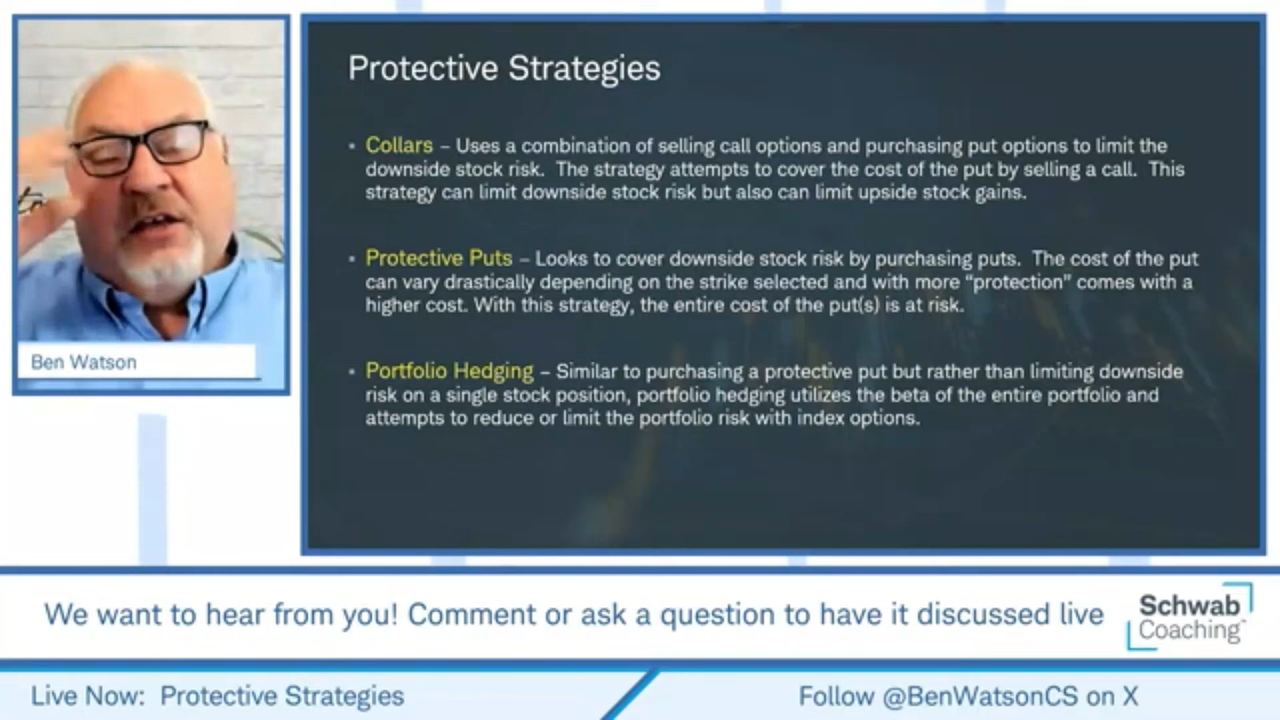 Protective Strategies
• Collars – Uses a combination of selling call options and purchasing put options to limit the
downside stock risk. The strategy attempts to cover the cost of the put by selling a call. This
strategy can limit downside stock risk but also can limit upside stock gains.
• Protective Puts – Looks to cover downside stock risk by purchasing puts. The cost of the put
can vary drastically depending on the strike selected and with more “protection” comes with a
higher cost. With this strategy, the entire cost of the put(s) is at risk.
• Portfolio Hedging – Similar to purchasing a protective put but rather than limiting downside
risk on a single stock position, portfolio hedging utilizes the beta of the entire portfolio and
attempts to reduce or limit the portfolio risk with index options.
Ben Watson
We want to hear from you! Comment or ask a question to have it discussed live
Schwab
Coaching™
Live Now: Protective Strategies
Follow @BenWatsonCS on X